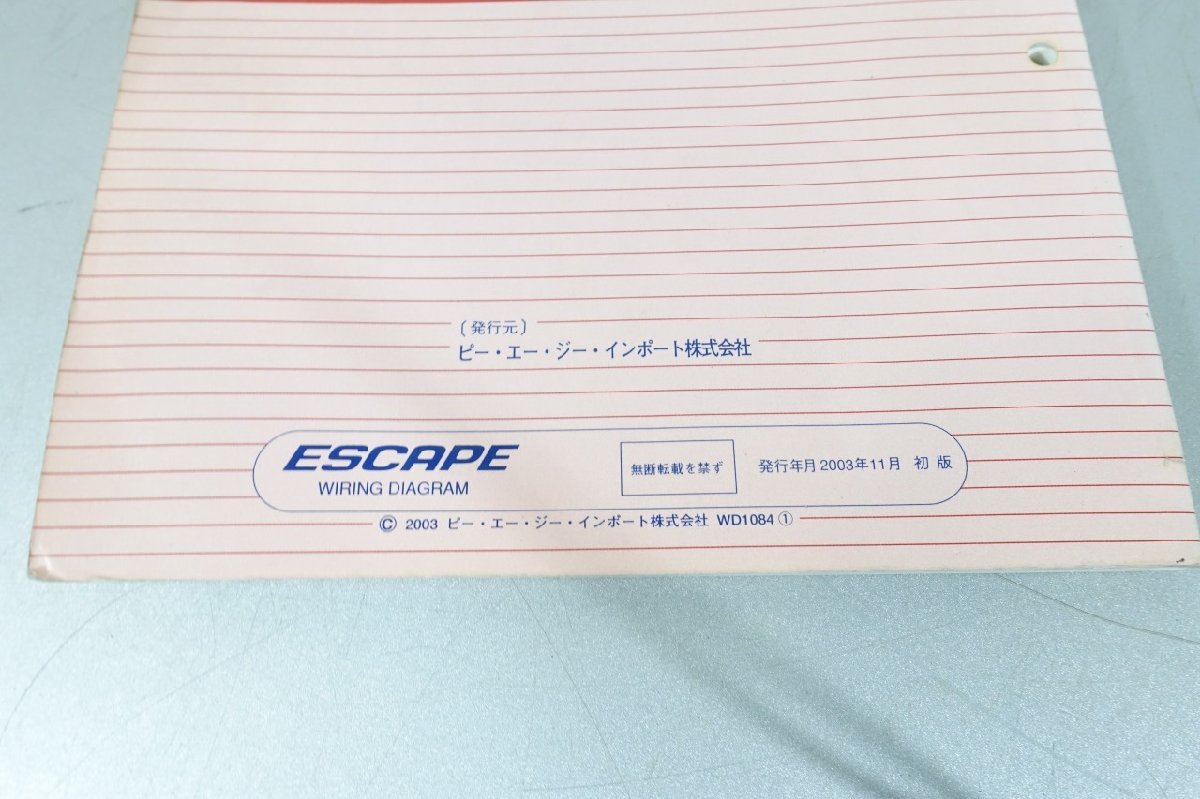 〔発行元〕
ピー・エー・ジー・インポート株式会社
ESCAPE
WIRING DIAGRAM
無断転載を禁ず
発行年月 2003年11月 初版
© 2003 ピー・エー・ジー・インポート株式会社 WD1084 ①